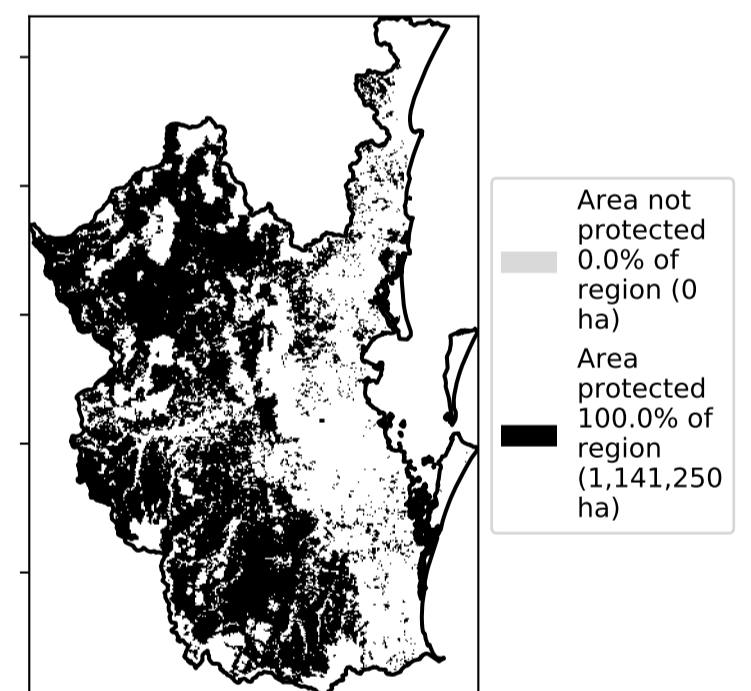 Area not
protected
0.0% of
region (0
ha)
Area
protected
100.0% of
region
(1,141,250
ha)